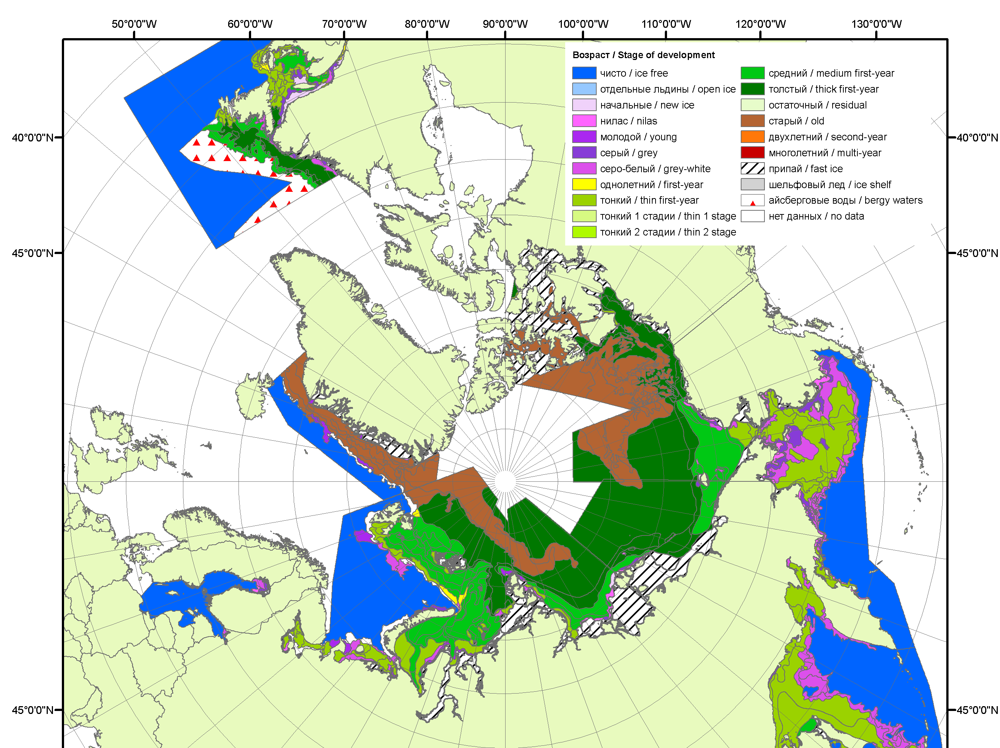 50°0'0"W 60°0'0"W 70°0'0"W 80°0'0"W 90°0'0"W 100°0'0"W 110°0'0"W 120°0'0"W 130°0'0"W
Возраст / Stage of development
чисто / ice free
отдельные льдины / open ice
начальные / new ice
нилас / nilas
молодой / young
серый / grey
серо-белый / grey-white
однолетний / first-year
тонкий / thin first-year
тонкий 1 стадии / thin 1 stage
тонкий 2 стадии / thin 2 stage
средний / medium first-year
толстый / thick first-year
остаточный / residual
старый / old
двухлетний / second-year
многолетний / multi-year
припай / fast ice
шельфовый лед / ice shelf
айсберговые воды / bergy waters
нет данных / no data
40°0'0"N 40°0'0"N
45°0'0"N 45°0'0"N
45°0'0"N 45°0'0"N